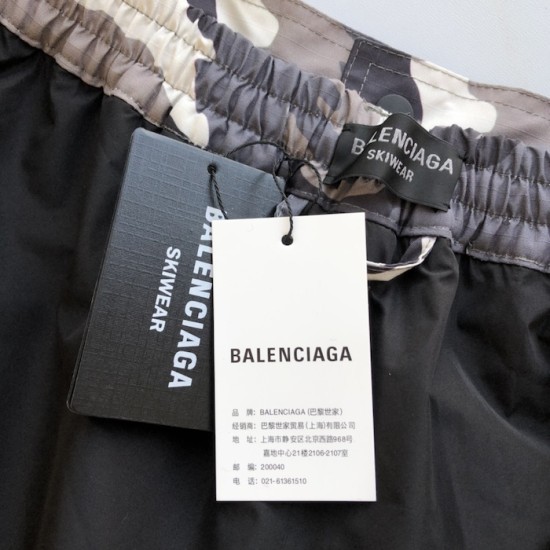 BALENCIAGA
SKIWEAR
BALENCIAGA
SKIWEAR
BALENCIAGA
品 牌: BALENCIAGA (巴黎世家)
经销商: 巴黎世家贸易(上海)有限公司
地 址: 上海市静安区北京西路968号
嘉地中心21楼2106-2107室
邮 编: 200040
电 话: 021-61361510